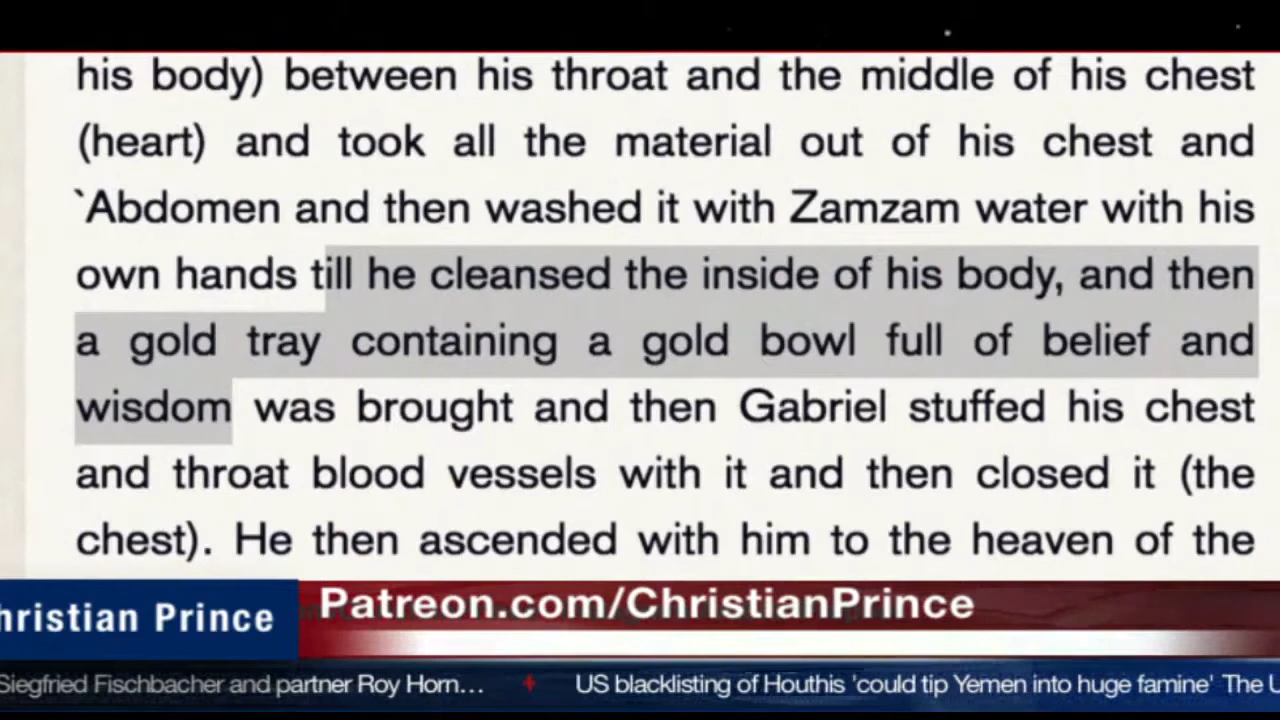 his body) between his throat and the middle of his chest
(heart) and took all the material out of his chest and
`Abdomen and then washed it with Zamzam water with his
own hands till he cleansed the inside of his body, and then
a gold tray containing a gold bowl full of belief and
wisdom was brought and then Gabriel stuffed his chest
and throat blood vessels with it and then closed it (the
chest). He then ascended with him to the heaven of the
hristian Prince
Patreon.com/ChristianPrince
Siegfried Fischbacher and partner Roy Horn... US blacklisting of Houthis 'could tip Yemen into huge famine' The U